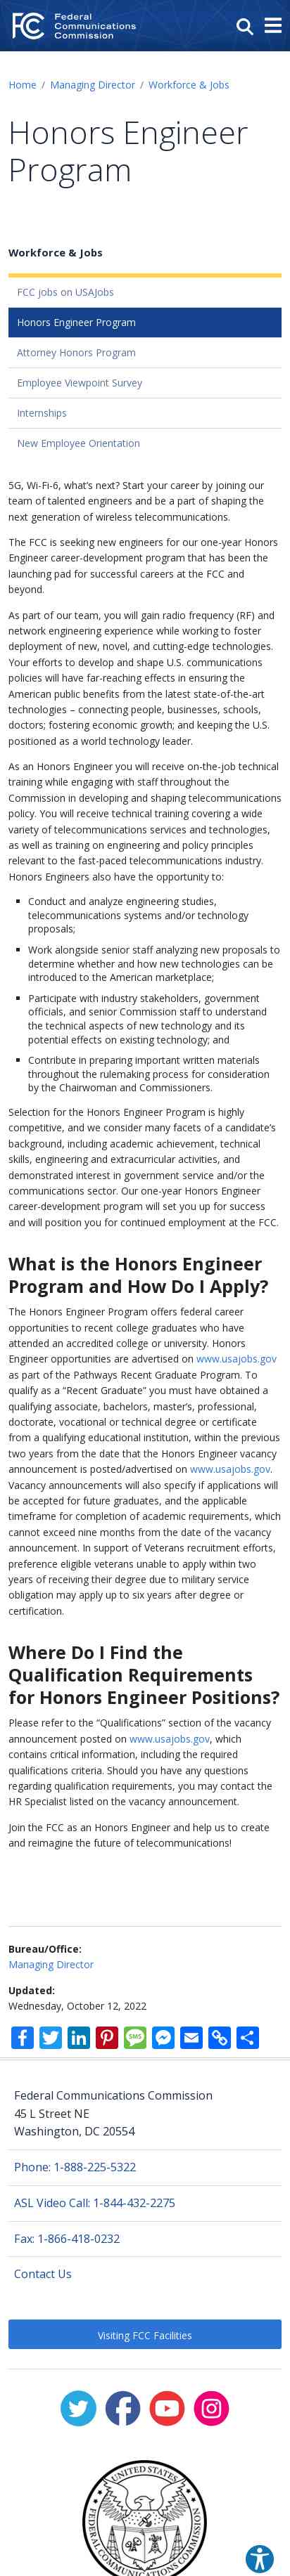 FCC
Federal
Communications
Commission
Home / Managing Director / Workforce & Jobs
Honors Engineer
Program
Workforce & Jobs
FCC jobs on USAJobs
Honors Engineer Program
Attorney Honors Program
Employee Viewpoint Survey
Internships
New Employee Orientation
5G, Wi-Fi-6, what’s next? Start your career by joining our
team of talented engineers and be a part of shaping the
next generation of wireless telecommunications.
The FCC is seeking new engineers for our one-year Honors
Engineer career-development program that has been the
launching pad for successful careers at the FCC and
beyond.
As part of our team, you will gain radio frequency (RF) and
network engineering experience while working to foster
deployment of new, novel, and cutting-edge technologies.
Your efforts to develop and shape U.S. communications
policies will have far-reaching effects in ensuring the
American public benefits from the latest state-of-the-art
technologies – connecting people, businesses, schools,
doctors; fostering economic growth; and keeping the U.S.
positioned as a world technology leader.
As an Honors Engineer you will receive on-the-job technical
training while engaging with staff throughout the
Commission in developing and shaping telecommunications
policy. You will receive technical training covering a wide
variety of telecommunications services and technologies,
as well as training on engineering and policy principles
relevant to the fast-paced telecommunications industry.
Honors Engineers also have the opportunity to:
▪ Conduct and analyze engineering studies,
telecommunications systems and/or technology
proposals;
▪ Work alongside senior staff analyzing new proposals to
determine whether and how new technologies can be
introduced to the American marketplace;
▪ Participate with industry stakeholders, government
officials, and senior Commission staff to understand
the technical aspects of new technology and its
potential effects on existing technology; and
▪ Contribute in preparing important written materials
throughout the rulemaking process for consideration
by the Chairwoman and Commissioners.
Selection for the Honors Engineer Program is highly
competitive, and we consider many facets of a candidate’s
background, including academic achievement, technical
skills, engineering and extracurricular activities, and
demonstrated interest in government service and/or the
communications sector. Our one-year Honors Engineer
career-development program will set you up for success
and will position you for continued employment at the FCC.
What is the Honors Engineer
Program and How Do I Apply?
The Honors Engineer Program offers federal career
opportunities to recent college graduates who have
attended an accredited college or university. Honors
Engineer opportunities are advertised on www.usajobs.gov
as part of the Pathways Recent Graduate Program. To
qualify as a “Recent Graduate” you must have obtained a
qualifying associate, bachelors, master’s, professional,
doctorate, vocational or technical degree or certificate
from a qualifying educational institution, within the previous
two years from the date that the Honors Engineer vacancy
announcement is posted/advertised on www.usajobs.gov.
Vacancy announcements will also specify if applications will
be accepted for future graduates, and the applicable
timeframe for completion of academic requirements, which
cannot exceed nine months from the date of the vacancy
announcement. In support of Veterans recruitment efforts,
preference eligible veterans unable to apply within two
years of receiving their degree due to military service
obligation may apply up to six years after degree or
certification.
Where Do I Find the
Qualification Requirements
for Honors Engineer Positions?
Please refer to the “Qualifications” section of the vacancy
announcement posted on www.usajobs.gov, which
contains critical information, including the required
qualifications criteria. Should you have any questions
regarding qualification requirements, you may contact the
HR Specialist listed on the vacancy announcement.
Join the FCC as an Honors Engineer and help us to create
and reimagine the future of telecommunications!
Bureau/Office:
Managing Director
Updated:
Wednesday, October 12, 2022
SMS
Federal Communications Commission
45 L Street NE
Washington, DC 20554
Phone: 1-888-225-5322
ASL Video Call: 1-844-432-2275
Fax: 1-866-418-0232
Contact Us
Visiting FCC Facilities
UNITED STATES
FEDERAL COMMUNICATIONS